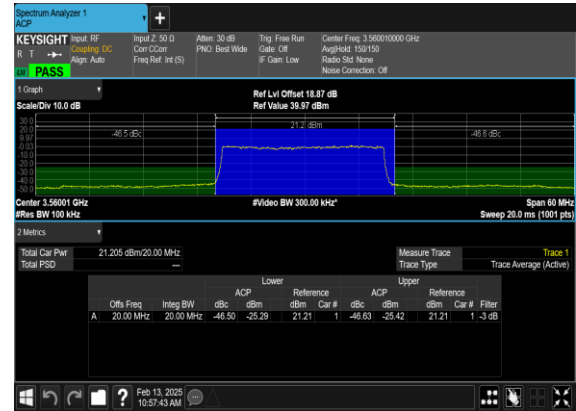 Spectrum Analyzer 1
ACP
+
KEYSIGHT
R T
PASS
Input: RF
Coupling: DC
Align: Auto
Input Z: 50 Ω
Corr CCorr
Freq Ref: Int (S)
Atten: 30 dB
PNO: Best Wide
Trig: Free Run
Gate: Off
IF Gain: Low
Center Freq: 3.560010000 GHz
Avg|Hold: 150/150
Radio Std: None
Noise Correction: Off
1 Graph
Scale/Div 10.0 dB
Ref Lvl Offset 18.87 dB
Ref Value 39.97 dBm
30.0
20.0
9.97
-0.03
-10.0
-20.0
-30.0
-40.0
-50.0
-46.5 dBc
21.2 dBm
-46.6 dBc
Center 3.56001 GHz
#Res BW 100 kHz
#Video BW 300.00 kHz*
Span 60 MHz
Sweep 20.0 ms (1001 pts)
2 Metrics
Total Car Pwr 21.205 dBm/20.00 MHz
Total PSD ---
Measure Trace Trace 1
Trace Type Trace Average (Active)
Lower Upper
ACP Reference ACP Reference
Offs Freq Integ BW dBc dBm dBm Car # dBc dBm dBm Car # Filter
A 20.00 MHz 20.00 MHz -46.50 -25.29 21.21 1 -46.63 -25.42 21.21 1 -3 dB
?
Feb 13, 2025
10:57:43 AM